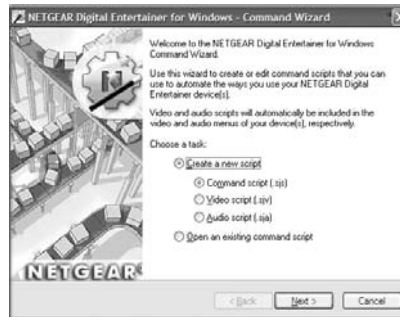 NETGEAR Digital Entertainer for Windows - Command Wizard
Welcome to the NETGEAR Digital Entertainer for Windows
Command Wizard.
Use this wizard to create or edit command scripts that you can
use to automate the ways you use your NETGEAR Digital
Entertainer device(s).
Video and audio scripts will automatically be included in the
video and audio menus of your device(s), respectively.
Choose a task:
Create a new script
Command script (.sjs)
Video script (.sjv)
Audio script (.sja)
Open an existing command script
N
NETGEAR
< Back
Next >
Cancel